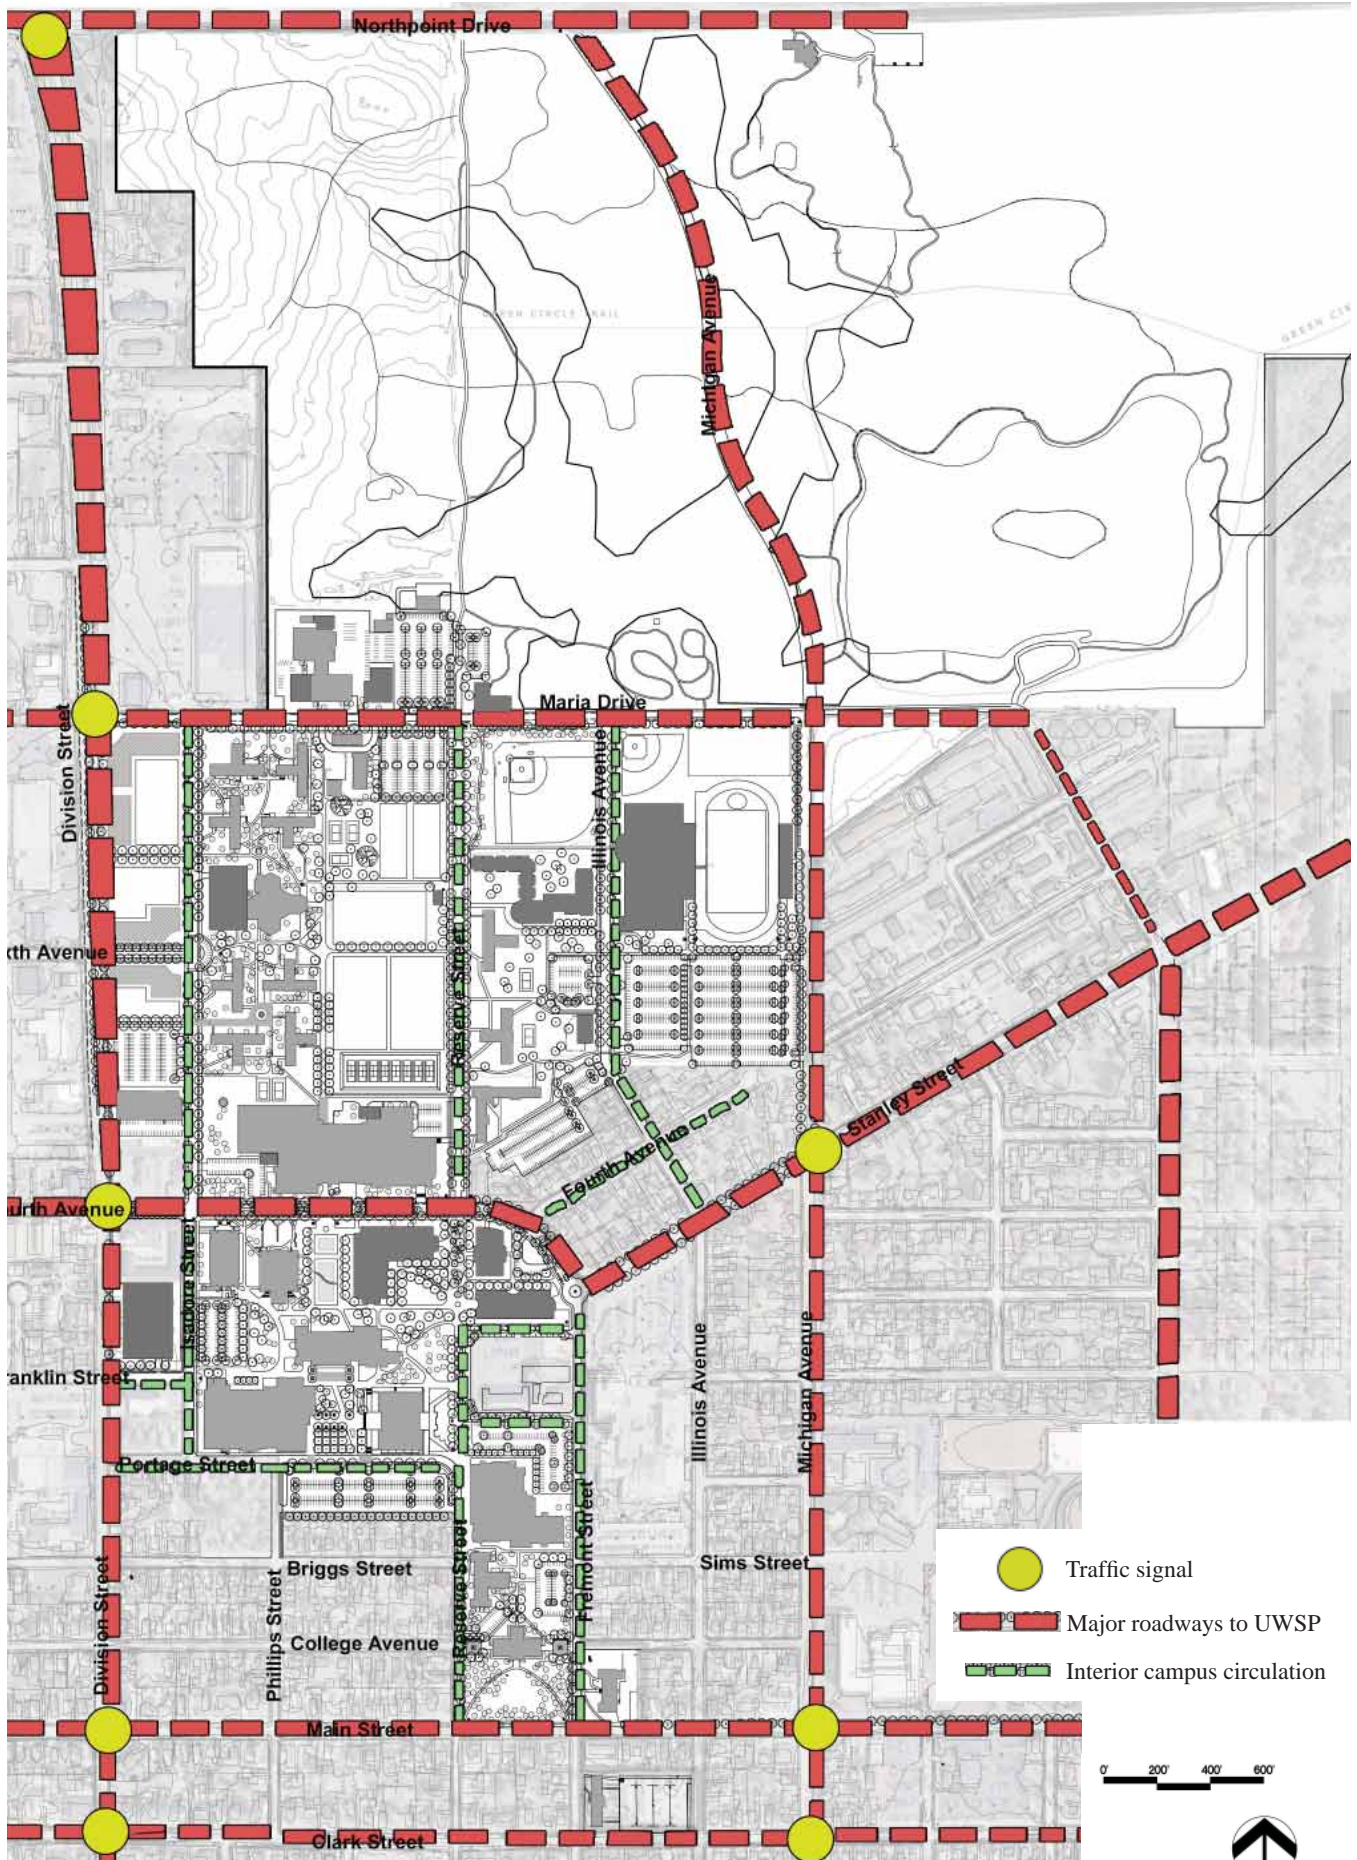 Northpoint Drive
GREEN CIRCLE TRAIL
Michigan Avenue
Maria Drive
Division Street
Illinois Avenue
xth Avenue
Reserve Street
Stanley Street
Fourth Avenue
urth Avenue
Isadore Street
Illinois Avenue
Michigan Avenue
ranklin Street
Portage Street
Fremont Street
Reserve Street
Briggs Street
Sims Street
Division Street
Phillips Street
College Avenue
Main Street
Clark Street
Traffic signal
Major roadways to UWSP
Interior campus circulation
0' 200' 400' 600'